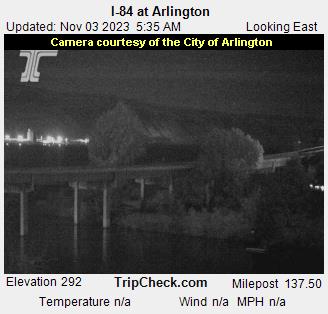 I-84 at Arlington
Updated: Nov 03 2023 5:35 AM Looking East
Camera courtesy of the City of Arlington
Elevation 292 TripCheck.com Milepost 137.50
Temperature n/a Wind n/a MPH n/a